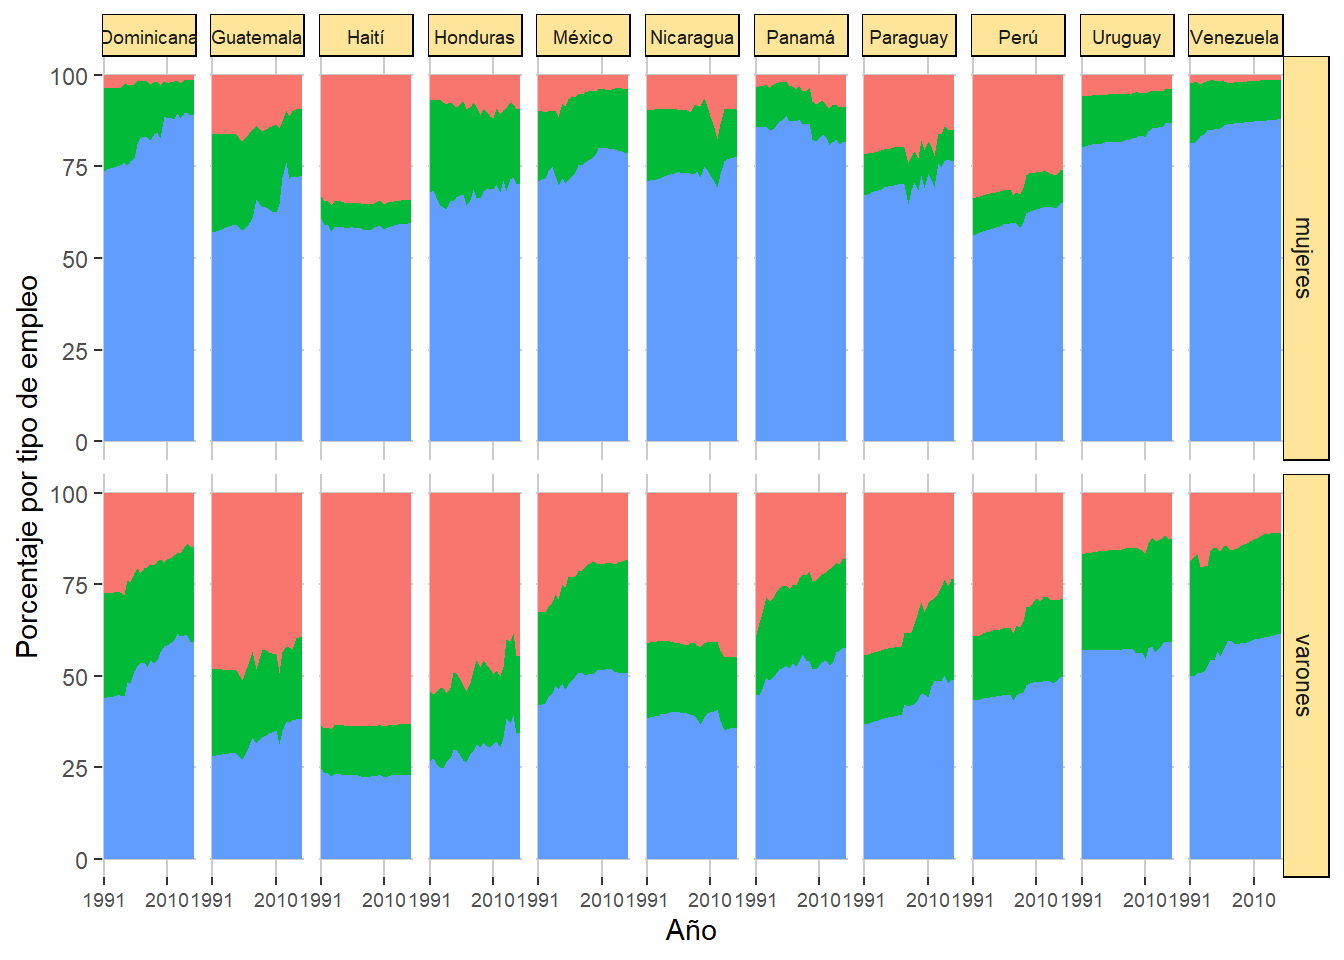 Dominicana Guatemala Haití Honduras México Nicaragua Panamá Paraguay Perú Uruguay Venezuela
100
75
50
25
0
mujeres
100
75
50
25
0
varones
Porcentaje por tipo de empleo
1991 2010 1991 2010 1991 2010 1991 2010 1991 2010 1991 2010 1991 2010 1991 2010 1991 2010 1991 2010 1991 2010
Año